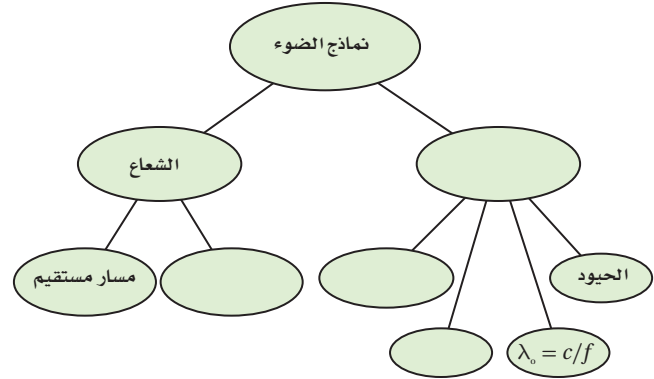 نماذج الضوء
الشعاع
الحيود
مسار مستقيم
λ₀ = c/f